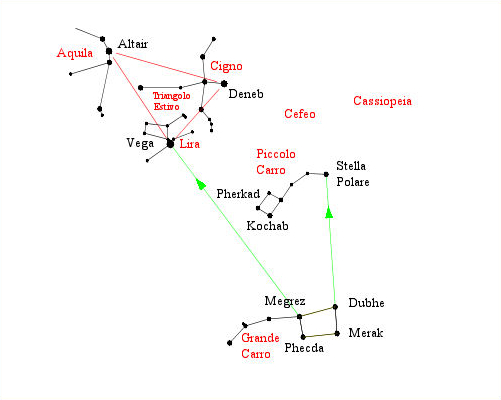 Altair
Aquila
Cigno
Deneb
Triangolo
Estivo
Cassiopeia
Cefeo
Vega
Lira
Piccolo
Carro
Stella
Polare
Pherkad
Kochab
Megrez
Dubhe
Merak
Grande
Carro
Phecda